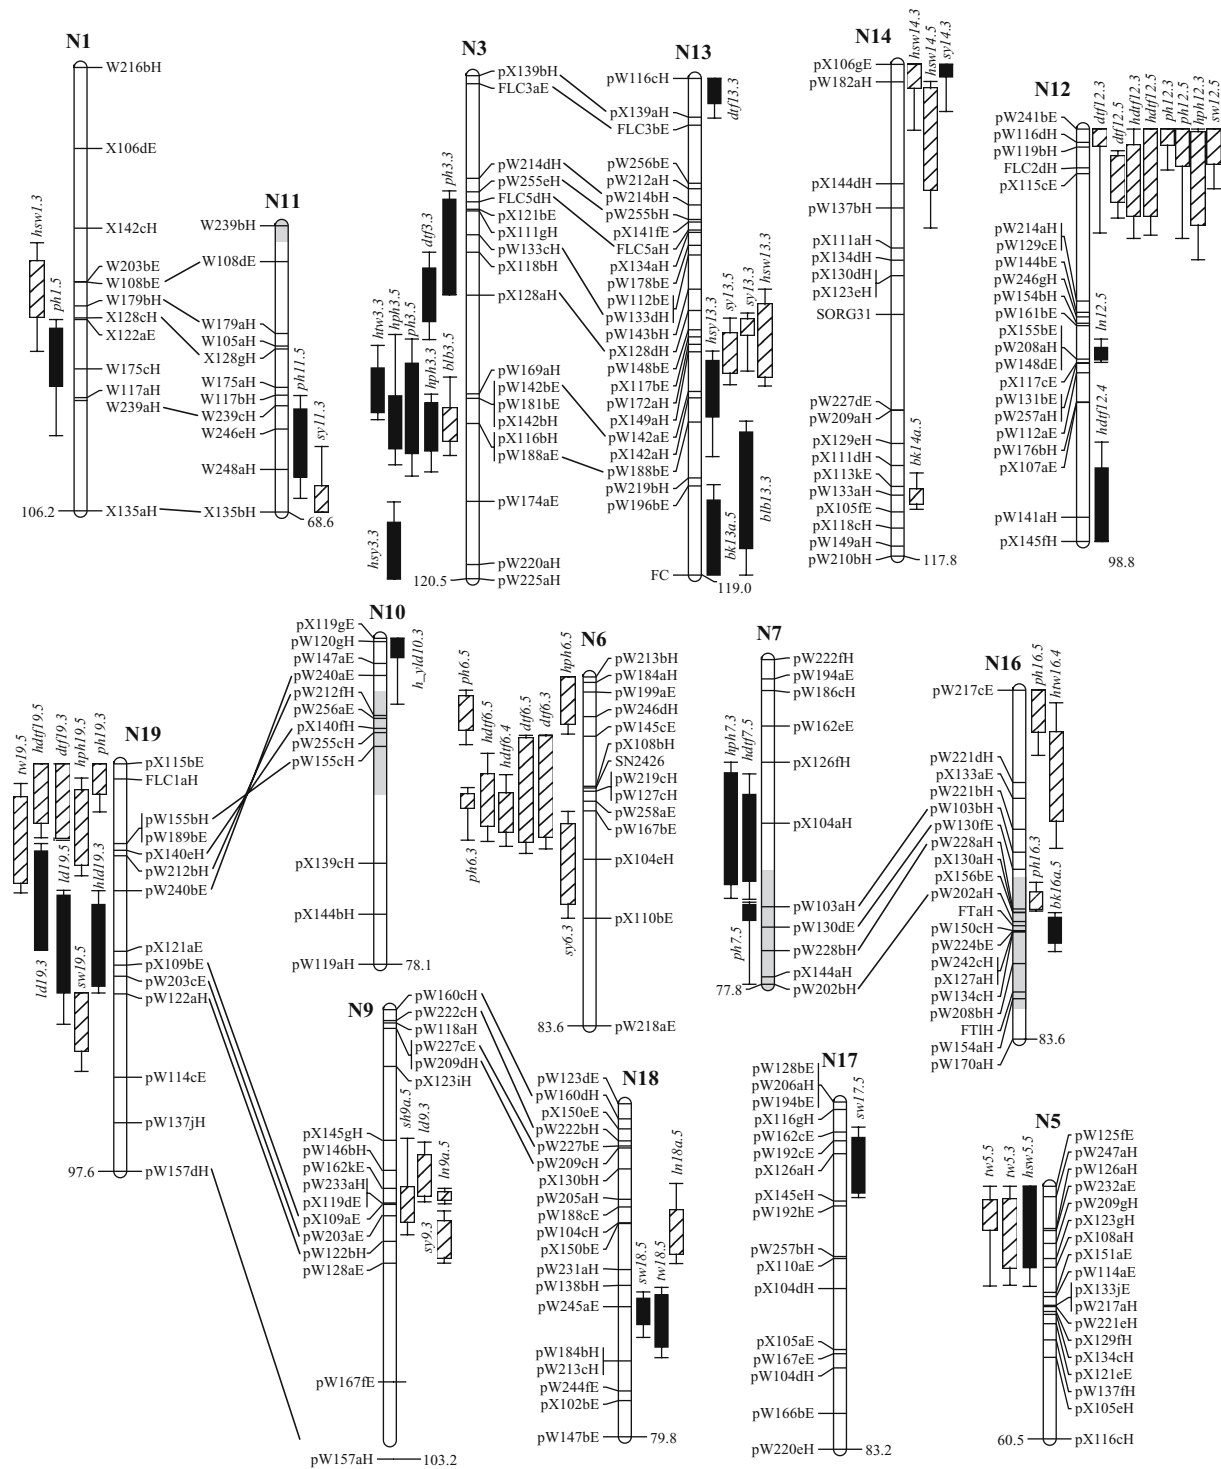 N1
W216bH
X106dE
X142cH
W203bE
W108bE
W179bH
X128cH
X122aE
W175cH
W117aH
W239aH
106.2
X135aH
hsw1.3
ph1.5
N11
W239bH
W108dE
W179aH
W105aH
X128gH
W175aH
W117bH
W239cH
W246eH
W248aH
X135bH
68.6
ph11.5
sy11.3
N3
pX139bH
FLC3aE
pW214dH
pW255eH
FLC5dH
pX121bE
pX111gH
pW133cH
pX118bH
pX128aH
pW169aH
pW142bE
pW181bE
pX142bH
pX116bH
pW188aE
pW174aE
pW220aH
120.5
pW225aH
ph3.3
dtf3.3
htw3.3
hph3.5
ph3.5
hph3.3
blb3.5
hsy3.3
N13
pW116cH
pX139aH
FLC3bE
pW256bE
pW212aH
pW214bH
pW255bH
pX141fE
FLC5aH
pX134aH
pW178bE
pW112bE
pW133dH
pW143bH
pX128dH
pW148bE
pX117bE
pW172aH
pX149aH
pW142aE
pX142aH
pW188bE
pW219bH
pW196bE
FC
119.0
dtf13.3
hsy13.3
sy13.5
sy13.3
hsw13.3
bk13a.5
blb13.3
N14
pX106gE
pW182aH
pX144dH
pW137bH
pX111aH
pX134dH
pX130dH
pX123eH
SORG31
pW227dE
pW209aH
pX129eH
pX111dH
pX113kE
pW133aH
pX105fE
pX118cH
pW149aH
pW210bH
117.8
hsw14.3
hsw14.5
sy14.3
bk14a.5
N12
pW241bE
pW116dH
pW119bH
FLC2dH
pX115cE
pW214aH
pW129cE
pW144bE
pW246gH
pW154bH
pW161bE
pX155bE
pW208aH
pW148dE
pX117cE
pW131bE
pW257aH
pW112aE
pW176bH
pX107aE
pW141aH
pX145fH
98.8
dtf12.3
dtf12.5
hdtf12.3
hdtf12.5
ph12.3
ph12.5
hph12.3
sw12.5
ln12.5
hdtf12.4
N19
pX115bE
FLC1aH
pW155bH
pW189bE
pX140eH
pW212bH
pW240bE
pX121aE
pX109bE
pW203cE
pW122aH
pW114cE
pW137jH
97.6
pW157dH
tw19.5
hdtf19.5
dtf19.3
hph19.5
ph19.3
ld19.3
ld19.5
hld19.3
sw19.5
N10
pX119gE
pW120gH
pW147aE
pW240aE
pW212fH
pW256aE
pX140fH
pW255cH
pW155cH
pX139cH
pX144bH
pW119aH
78.1
h_yld10.3
N6
pW213bH
pW184aH
pW199aE
pW246dH
pW145cE
pX108bH
SN2426
pW219cH
pW127cH
pW258aE
pW167bE
pX104eH
pX110bE
83.6
pW218aE
ph6.5
ph6.3
hdtf6.5
hdtf6.4
dtf6.5
dtf6.3
hph6.5
sy6.3
N7
pW222fH
pW194aE
pW186cH
pW162eE
pX126fH
pX104aH
pW103aH
pW130dE
pW228bH
pX144aH
77.8
pW202bH
hph7.3
hdtf7.5
ph7.5
N16
pW217cE
pW221dH
pX133aE
pW221bH
pW103bH
pW130fE
pW228aH
pX130aH
pX156bE
pW202aH
FTaH
pW150cH
pW224bE
pW242cH
pX127aH
pW134cH
pW208bH
FTlH
pW154aH
pW170aH
83.6
ph16.5
htw16.4
ph16.3
bk16a.5
N9
pW160cH
pW222cH
pW118aH
pW227cE
pW209dH
pX123iH
pX145gH
pW146bH
pW162kE
pW233aH
pX119dE
pX109aE
pW203aE
pW122bH
pW128aE
pW167fE
pW157aH
103.2
sh9a.5
ld9.3
ln9a.5
sy9.3
N18
pW123dE
pW160dH
pX150eE
pW222bH
pW227bE
pW209cH
pX130bH
pW205aH
pW188cE
pW104cH
pX150bE
pW231aH
pW138bH
pW245aE
pW184bH
pW213cH
pW244fE
pX102bE
pW147bE
79.8
ln18a.5
sw18.5
tw18.5
N17
pW128bE
pW206aH
pW194bE
pX116gH
pW162cE
pW192cE
pX126aH
pX145eH
pW192hE
pW257bH
pX110aE
pX104dH
pX105aE
pW167eE
pW104dH
pW166bE
pW220eH
83.2
sw17.5
N5
pW125fE
pW247aH
pW126aH
pW232aE
pW209gH
pX123gH
pX108aH
pX151aE
pW114aE
pX133jE
pW217aH
pW221eH
pX129fH
pX134cH
pX121eE
pW137fH
pX105eH
60.5
pX116cH
tw5.5
tw5.3
hsw5.5